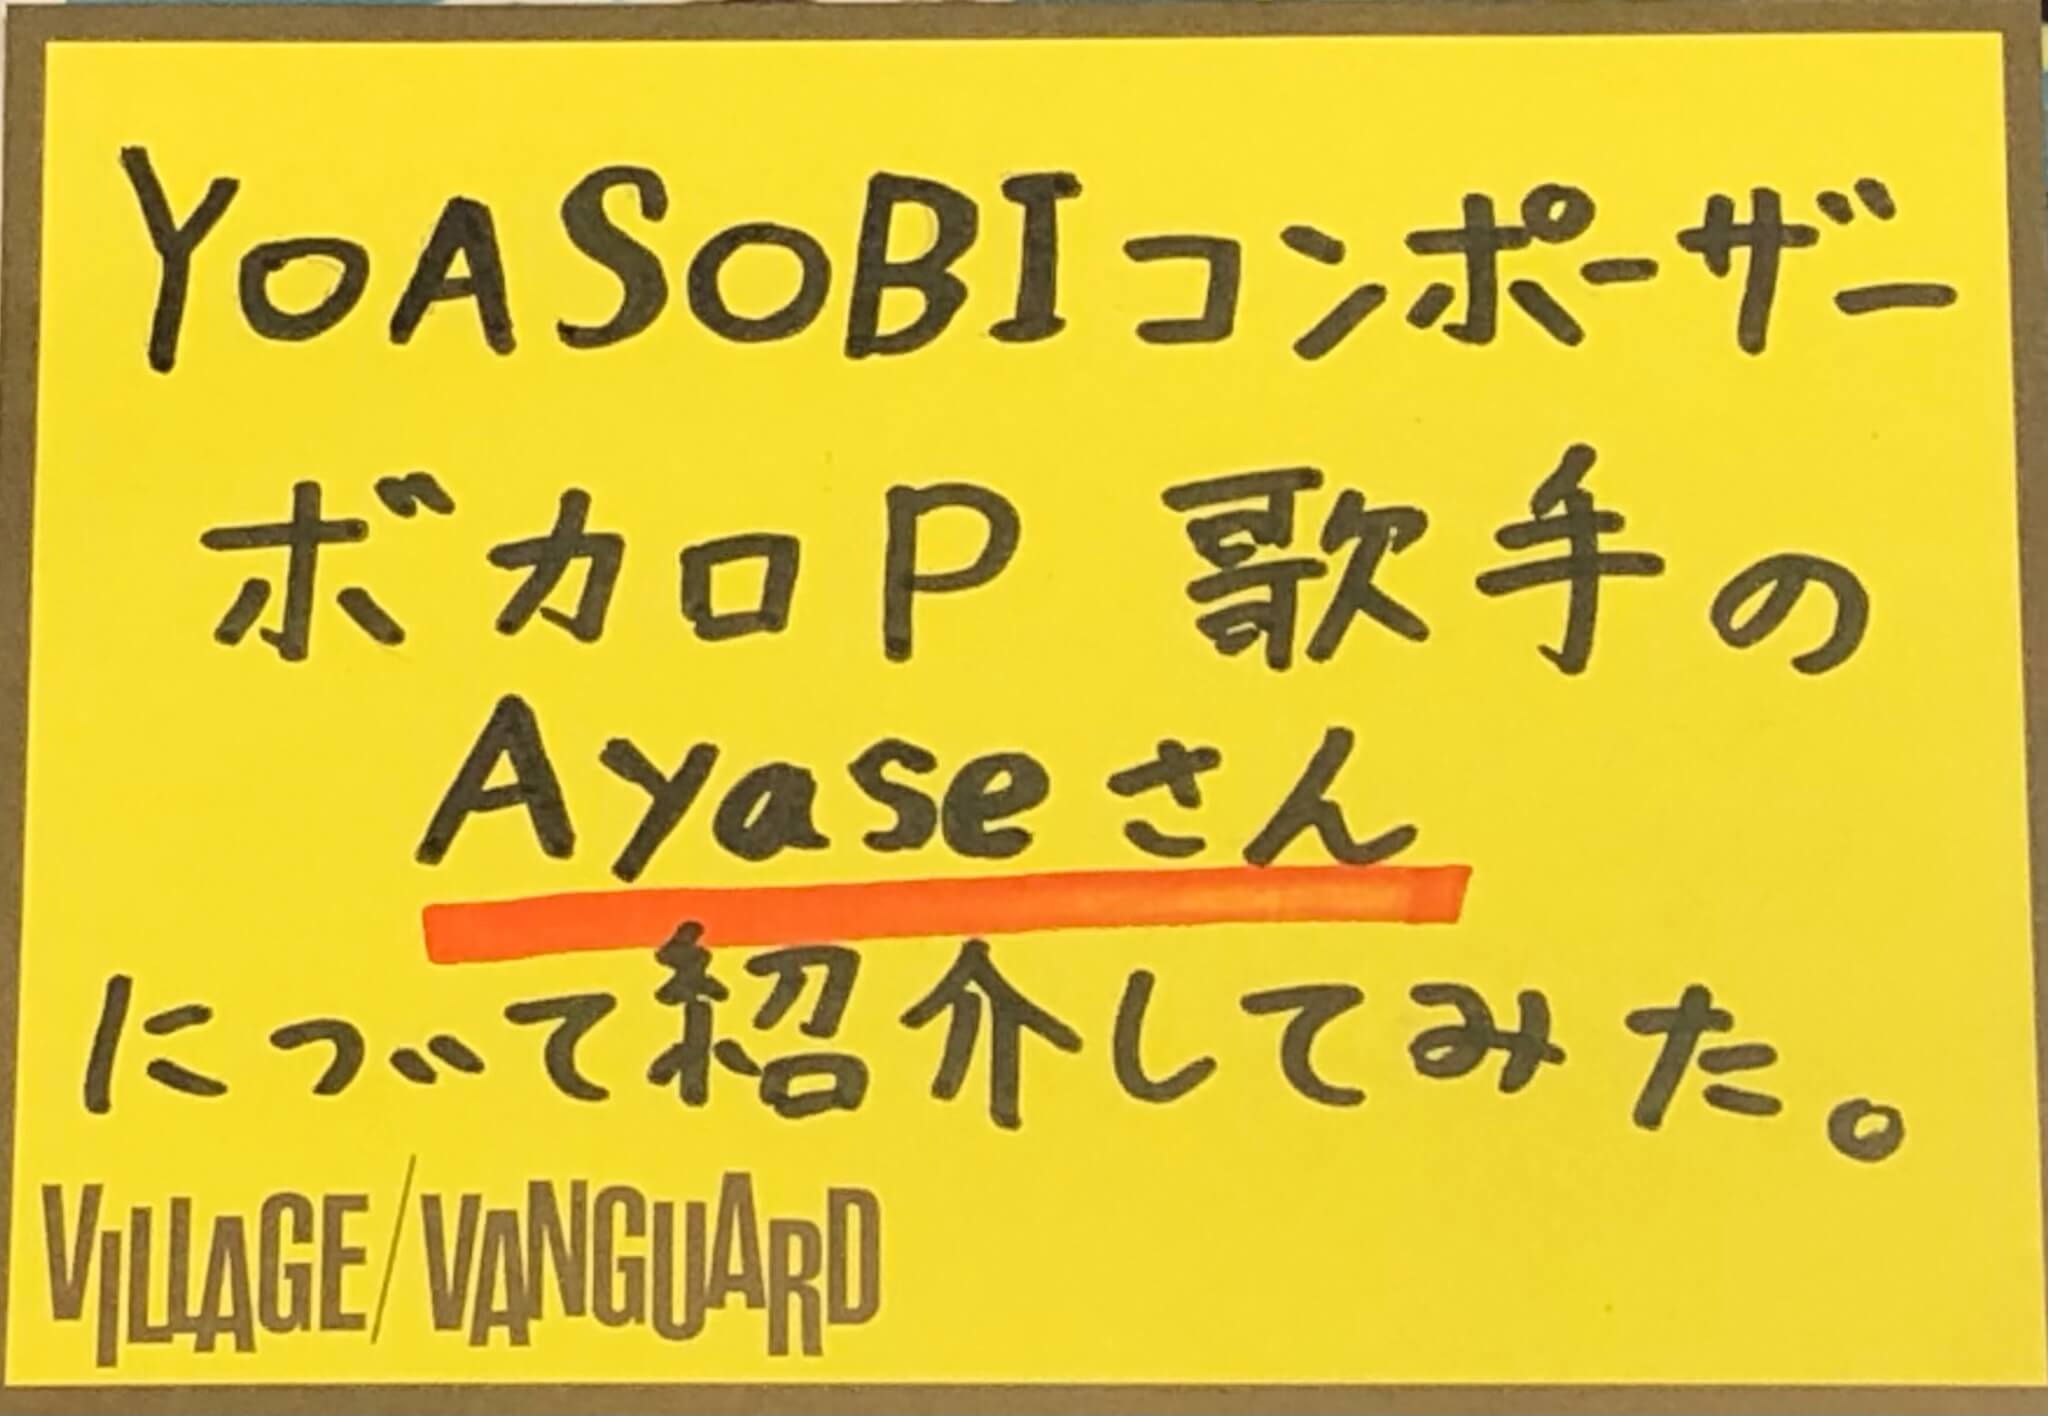 YOASOBIコンポーザー
ボカロP 歌手の
Ayaseさん
について紹介してみた。
VILLAGE/VANGUARD